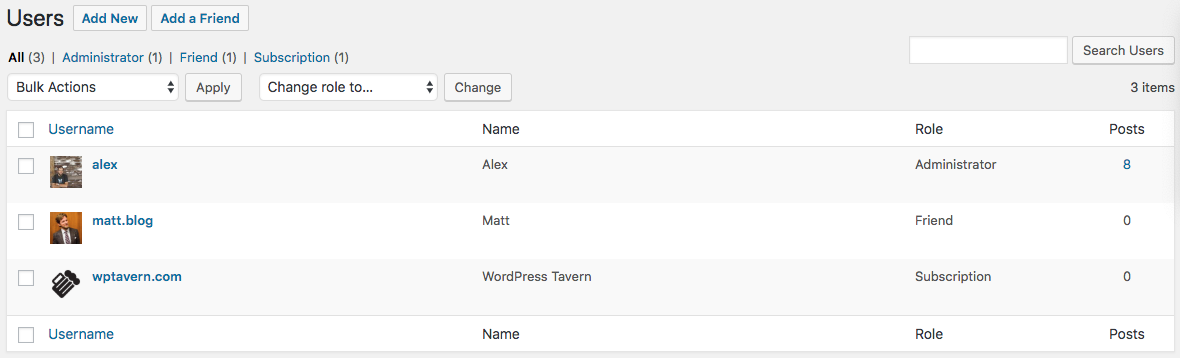 Users Add New Add a Friend
All (3) | Administrator (1) | Friend (1) | Subscription (1)
Search Users
Bulk Actions Apply Change role to... Change 3 items
Username Name Role Posts
alex Alex Administrator 8
matt.blog Matt Friend 0
wptavern.com WordPress Tavern Subscription 0
Username Name Role Posts